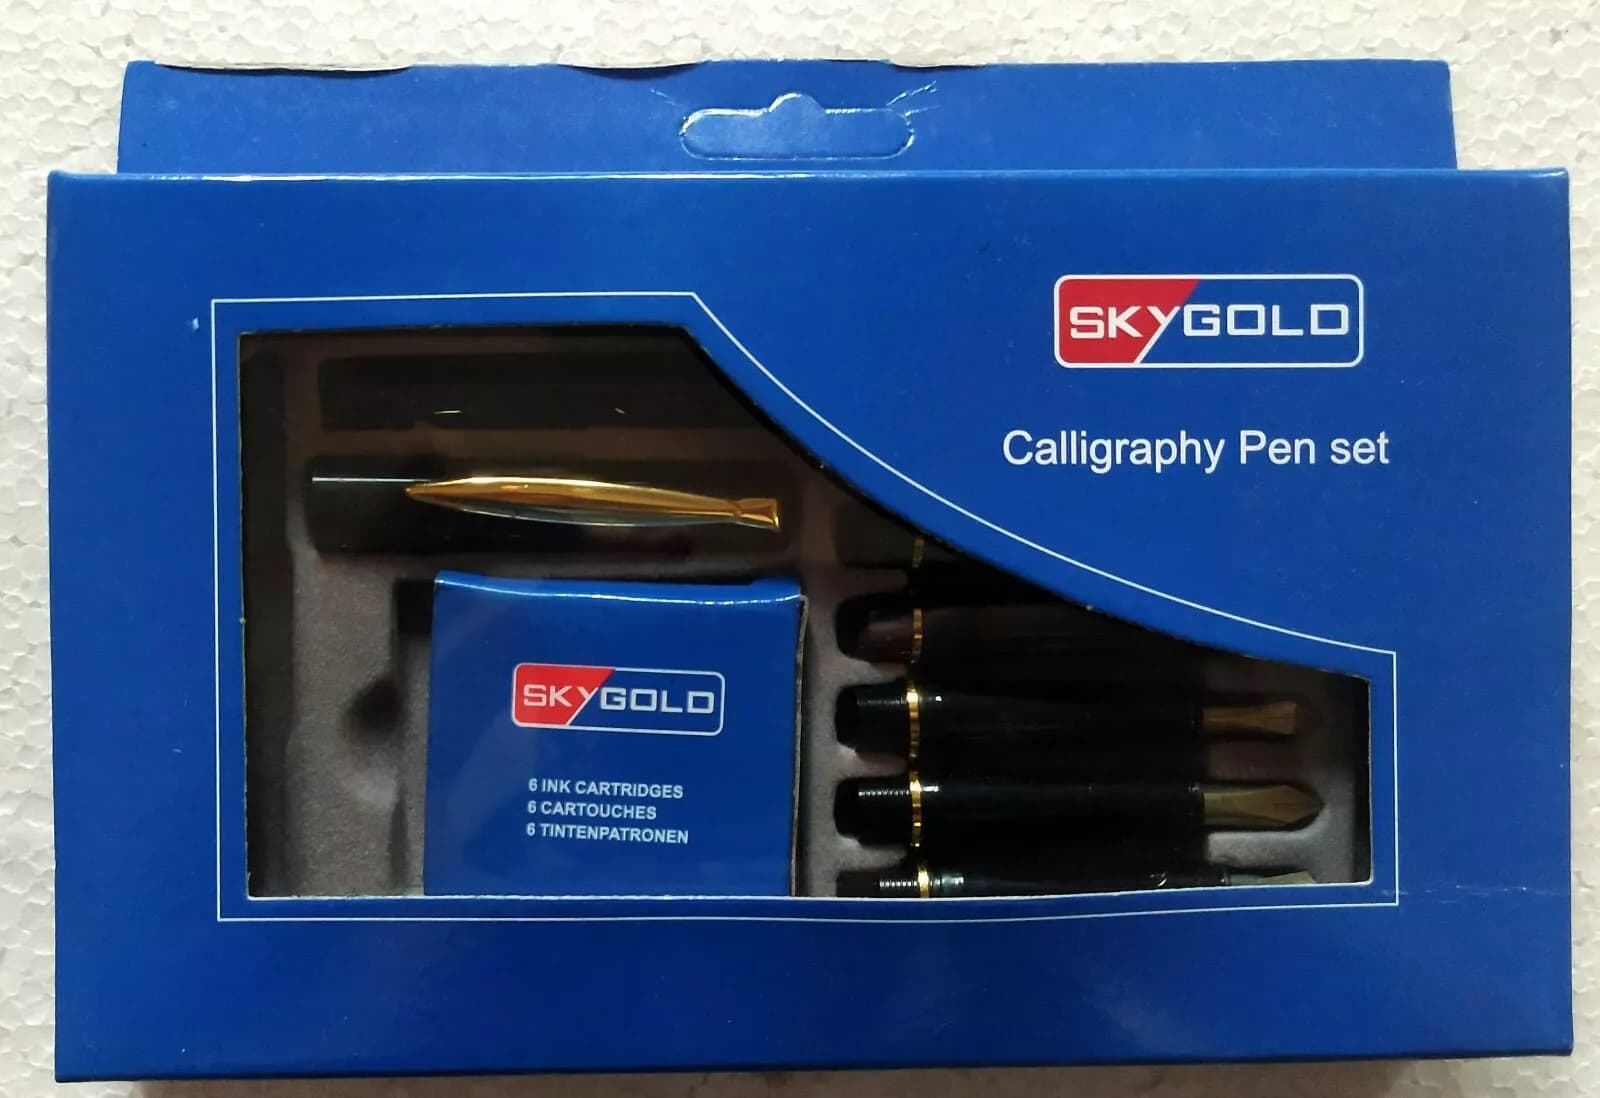 SKYGOLD
Calligraphy Pen set
SKYGOLD
6 INK CARTRIDGES
6 CARTOUCHES
6 TINTENPATRONEN